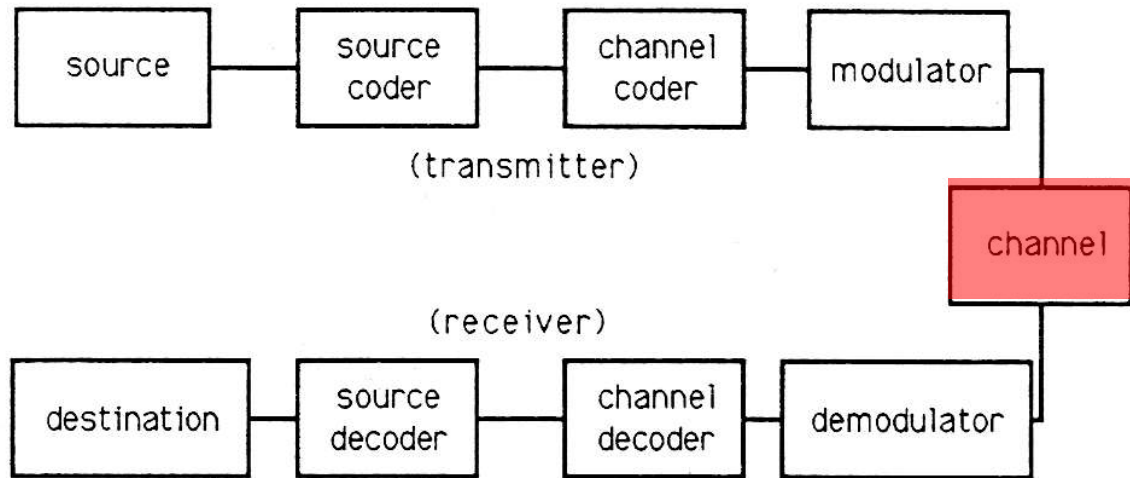 source
source
coder
channel
coder
modulator
(transmitter)
channel
(receiver)
destination
source
decoder
channel
decoder
demodulator